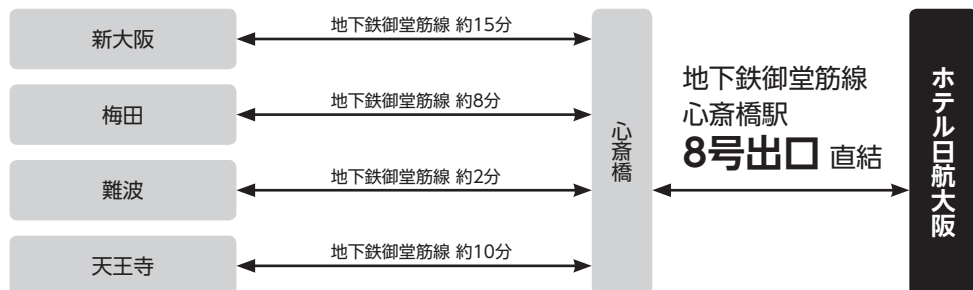 新大阪
地下鉄御堂筋線 約15分
梅田
地下鉄御堂筋線 約8分
難波
地下鉄御堂筋線 約2分
天王寺
地下鉄御堂筋線 約10分
心斎橋
地下鉄御堂筋線
心斎橋駅
8号出口 直結
ホテル日航大阪